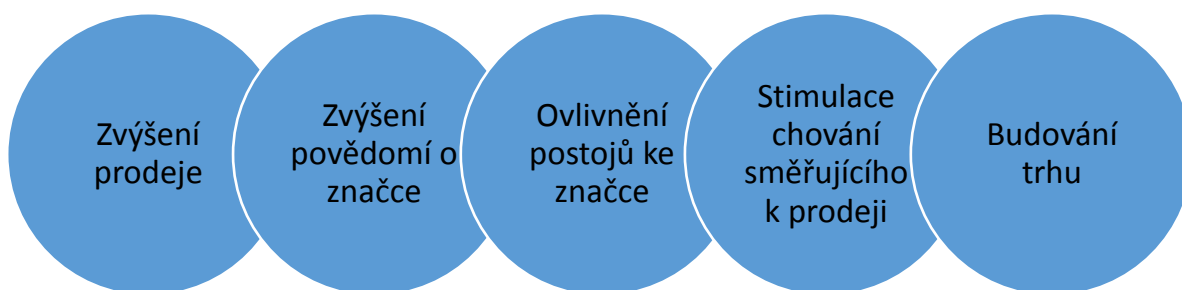 Zvýšení
prodeje
Zvýšení
povědomí o
značce
Ovlivnění
postojů ke
značce
Stimulace
chování
směřujícího
k prodeji
Budování
trhu